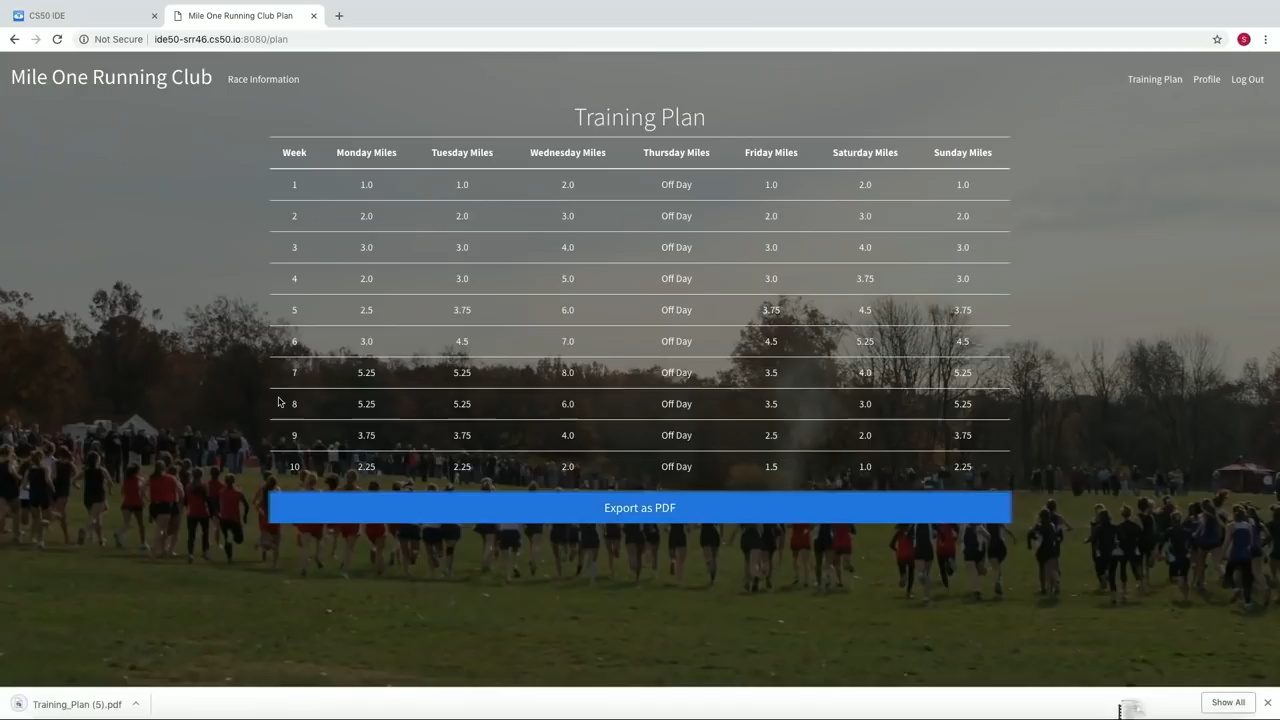 CS50 IDE
Mile One Running Club Plan
Not Secure ide50-srr46.cs50.io:8080/plan
S
Mile One Running Club Race Information Training Plan Profile Log Out
Training Plan
Week Monday Miles Tuesday Miles Wednesday Miles Thursday Miles Friday Miles Saturday Miles Sunday Miles
1 1.0 1.0 2.0 Off Day 1.0 2.0 1.0
2 2.0 2.0 3.0 Off Day 2.0 3.0 2.0
3 3.0 3.0 4.0 Off Day 3.0 4.0 3.0
4 2.0 3.0 5.0 Off Day 3.0 3.75 3.0
5 2.5 3.75 6.0 Off Day 3.75 4.5 3.75
6 3.0 4.5 7.0 Off Day 4.5 5.25 4.5
7 5.25 5.25 8.0 Off Day 3.5 4.0 5.25
8 5.25 5.25 6.0 Off Day 3.5 3.0 5.25
9 3.75 3.75 4.0 Off Day 2.5 2.0 3.75
10 2.25 2.25 2.0 Off Day 1.5 1.0 2.25
Export as PDF
Training_Plan (5).pdf
Show All